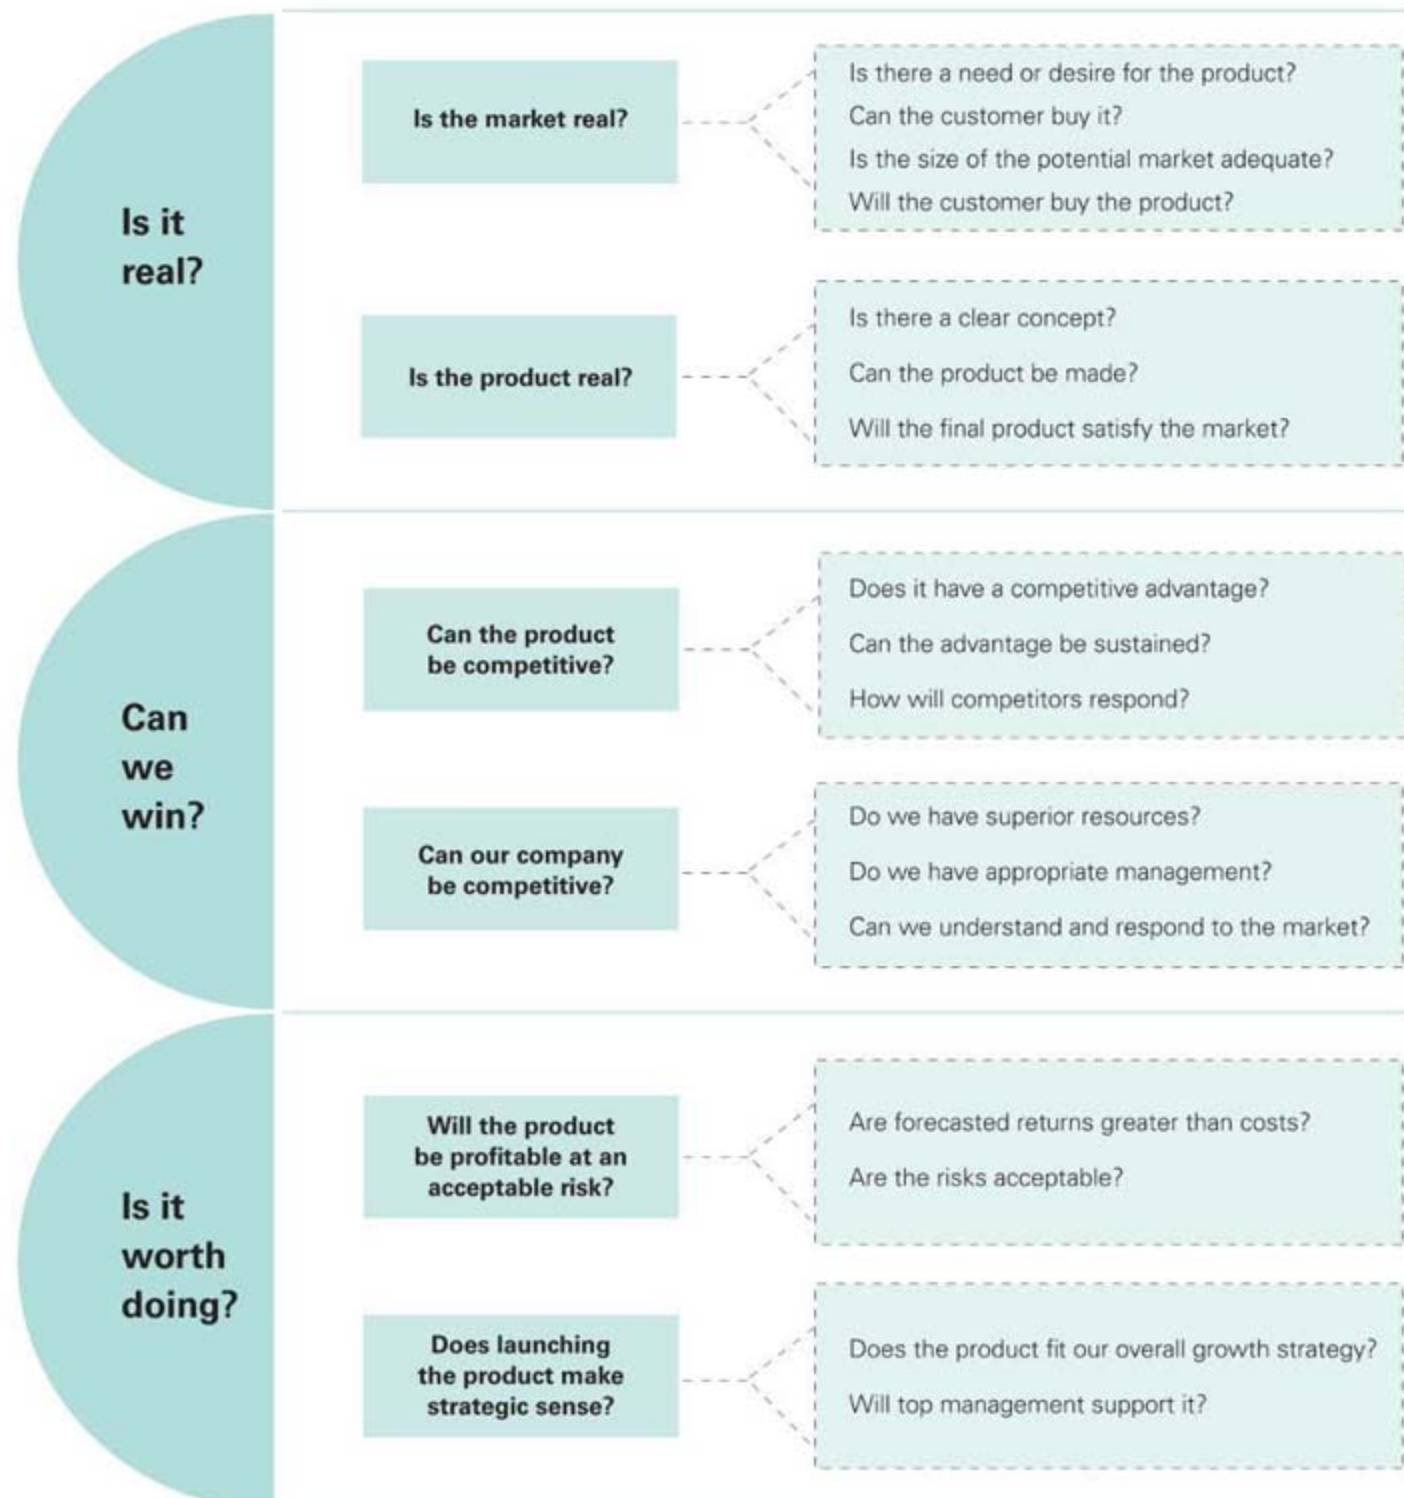 Is it
real?
Is the market real?
Is there a need or desire for the product?
Can the customer buy it?
Is the size of the potential market adequate?
Will the customer buy the product?
Is the product real?
Is there a clear concept?
Can the product be made?
Will the final product satisfy the market?
Can
we
win?
Can the product
be competitive?
Does it have a competitive advantage?
Can the advantage be sustained?
How will competitors respond?
Can our company
be competitive?
Do we have superior resources?
Do we have appropriate management?
Can we understand and respond to the market?
Is it
worth
doing?
Will the product
be profitable at an
acceptable risk?
Are forecasted returns greater than costs?
Are the risks acceptable?
Does launching
the product make
strategic sense?
Does the product fit our overall growth strategy?
Will top management support it?